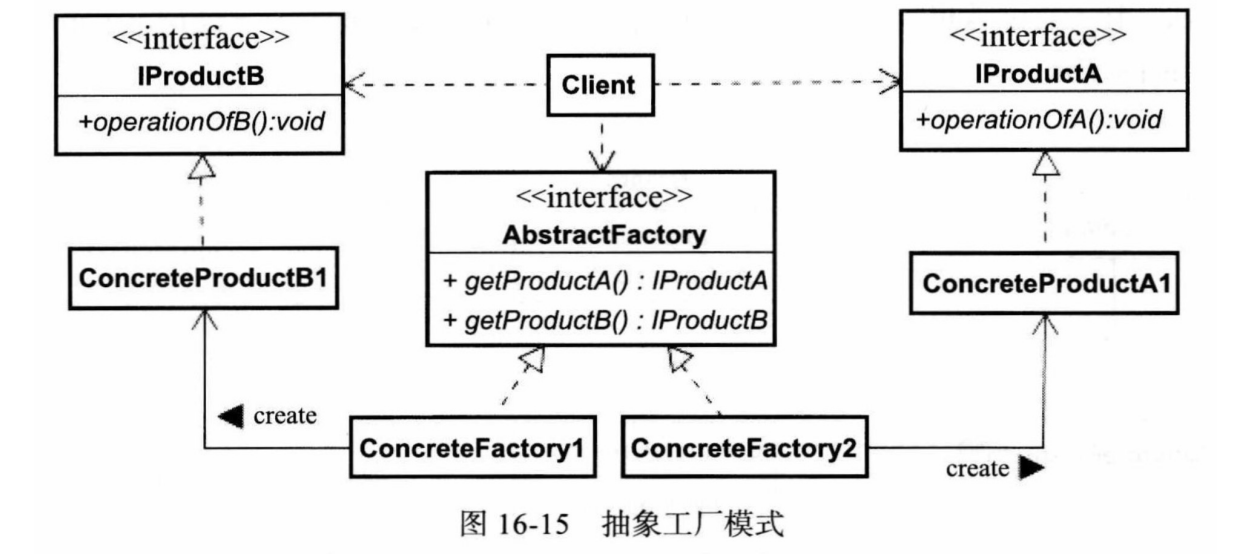 <<interface>>
IProductB
+operationOfB():void
Client
<<interface>>
IProductA
+operationOfA():void
<<interface>>
AbstractFactory
+ getProductA() : IProductA
+ getProductB() : IProductB
ConcreteProductB1
ConcreteProductA1
◀ create
ConcreteFactory1
ConcreteFactory2
create ▶
图 16-15 抽象工厂模式